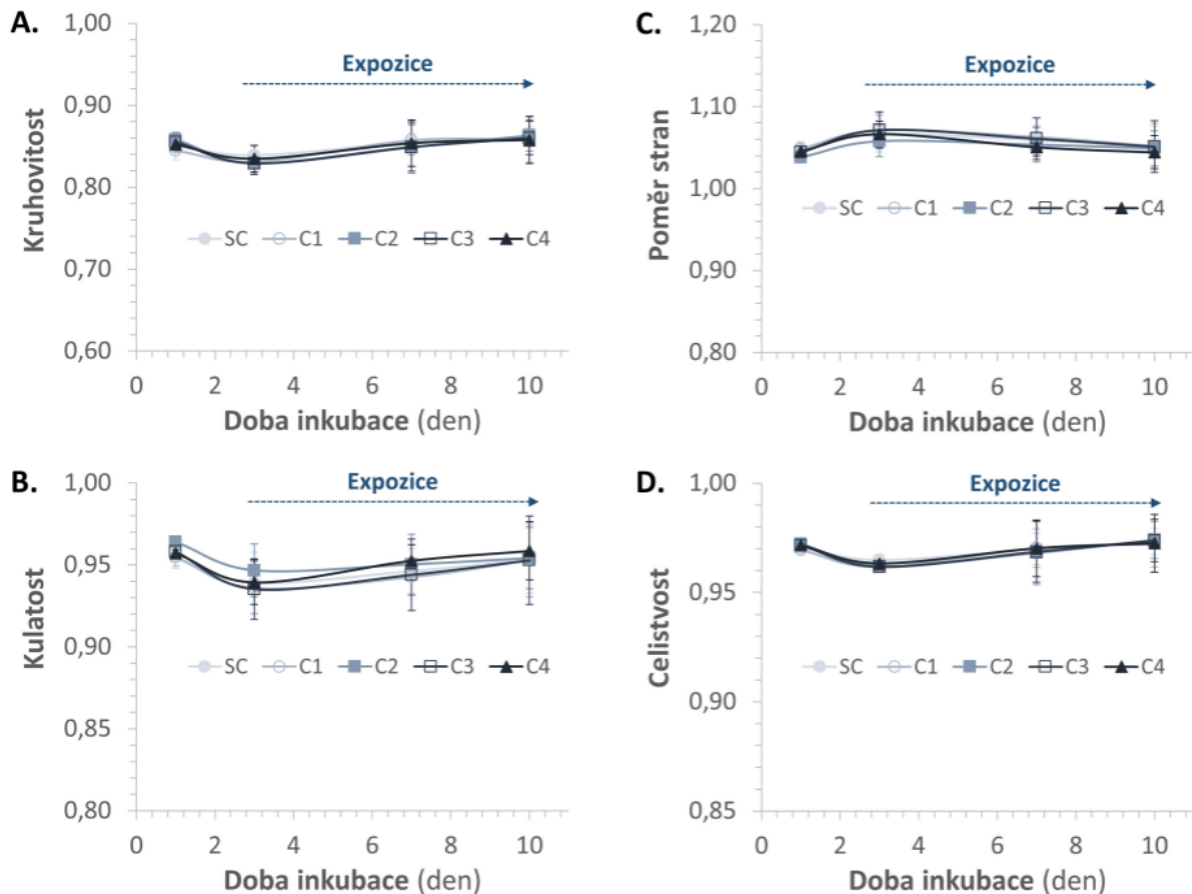 A.
1,00
0,90
0,80
0,70
0,60
Kruhovitost
Expozice
SC C1 C2 C3 C4
0 2 4 6 8 10
Doba inkubace (den)
C.
1,20
1,10
1,00
0,90
0,80
Poměr stran
Expozice
SC C1 C2 C3 C4
0 2 4 6 8 10
Doba inkubace (den)
B.
1,00
0,95
0,90
0,85
0,80
Kulatost
Expozice
SC C1 C2 C3 C4
0 2 4 6 8 10
Doba inkubace (den)
D.
1,00
0,95
0,90
0,85
Celistvost
Expozice
SC C1 C2 C3 C4
0 2 4 6 8 10
Doba inkubace (den)